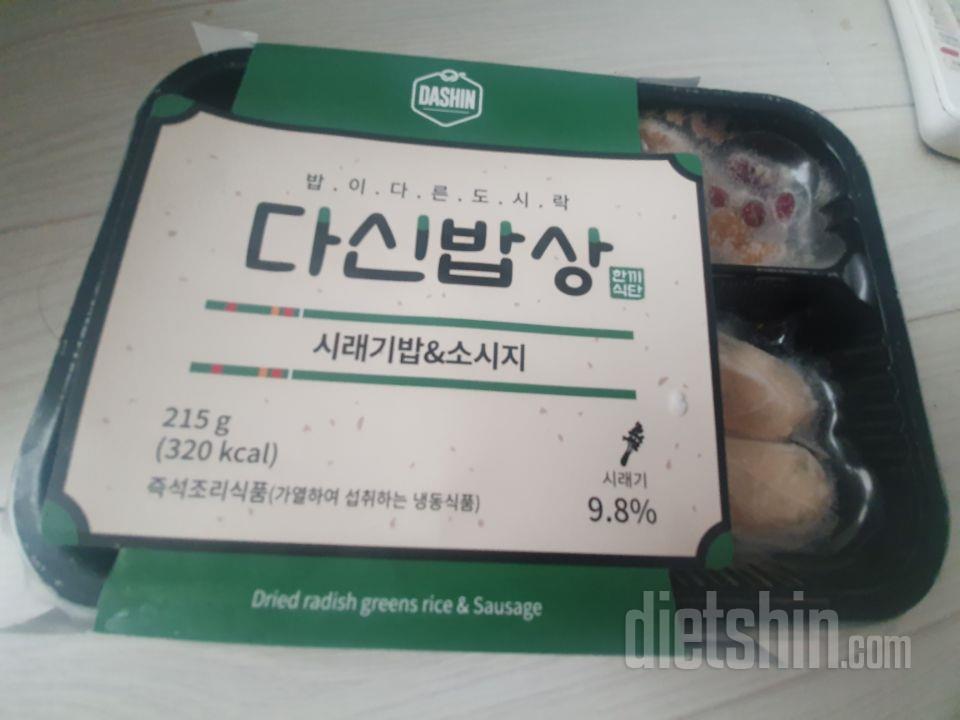 DASHIN
밥.이.다.른.도.시.락
다신밥상
한끼
식단
시래기밥&소시지
215 g
(320 kcal)
즉석조리식품(가열하여 섭취하는 냉동식품)
시래기
9.8%
Dried radish greens rice & Sausage
dietshin.com